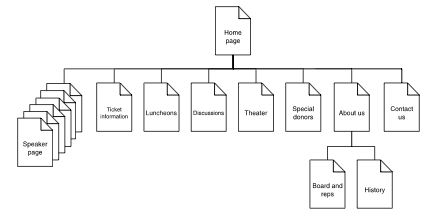 Home
page
Speaker
page
Ticket
information
Luncheons
Discussions
Theater
Special
donors
About us
Contact
us
Board and
reps
History